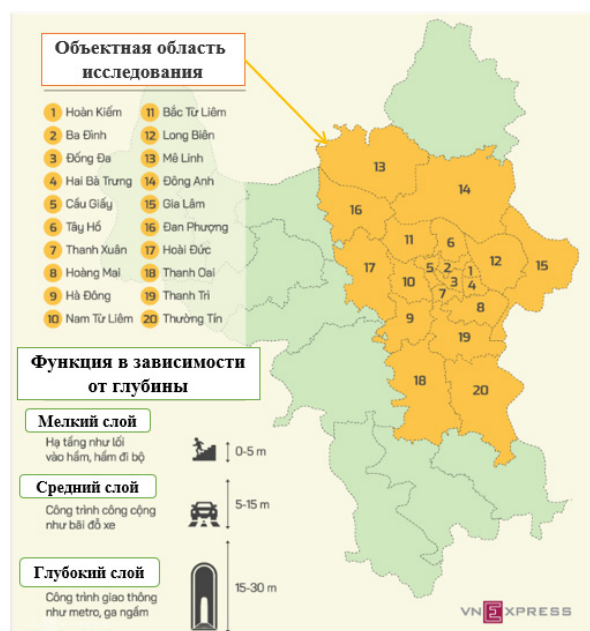 Объектная область
исследования
1 Hoàn Kiếm
2 Ba Đình
3 Đống Đa
4 Hai Bà Trưng
5 Cầu Giấy
6 Tây Hồ
7 Thanh Xuân
8 Hoàng Mai
9 Hà Đông
10 Nam Từ Liêm
11 Bắc Từ Liêm
12 Long Biên
13 Mê Linh
14 Đông Anh
15 Gia Lâm
16 Đan Phượng
17 Hoài Đức
18 Thanh Oai
19 Thanh Trì
20 Thường Tín
13
14
16
11
6
12
15
17
10
5
2
1
3
4
7
8
9
19
18
20
Функция в зависимости
от глубины
Мелкий слой
Hạ tầng như lối
vào hầm, hầm đi bộ
0-5 m
Средний слой
Công trình công cộng
như bãi đỗ xe
5-15 m
Глубокий слой
Công trình giao thông
như metro, ga ngầm
15-30 m
VNEXPRESS